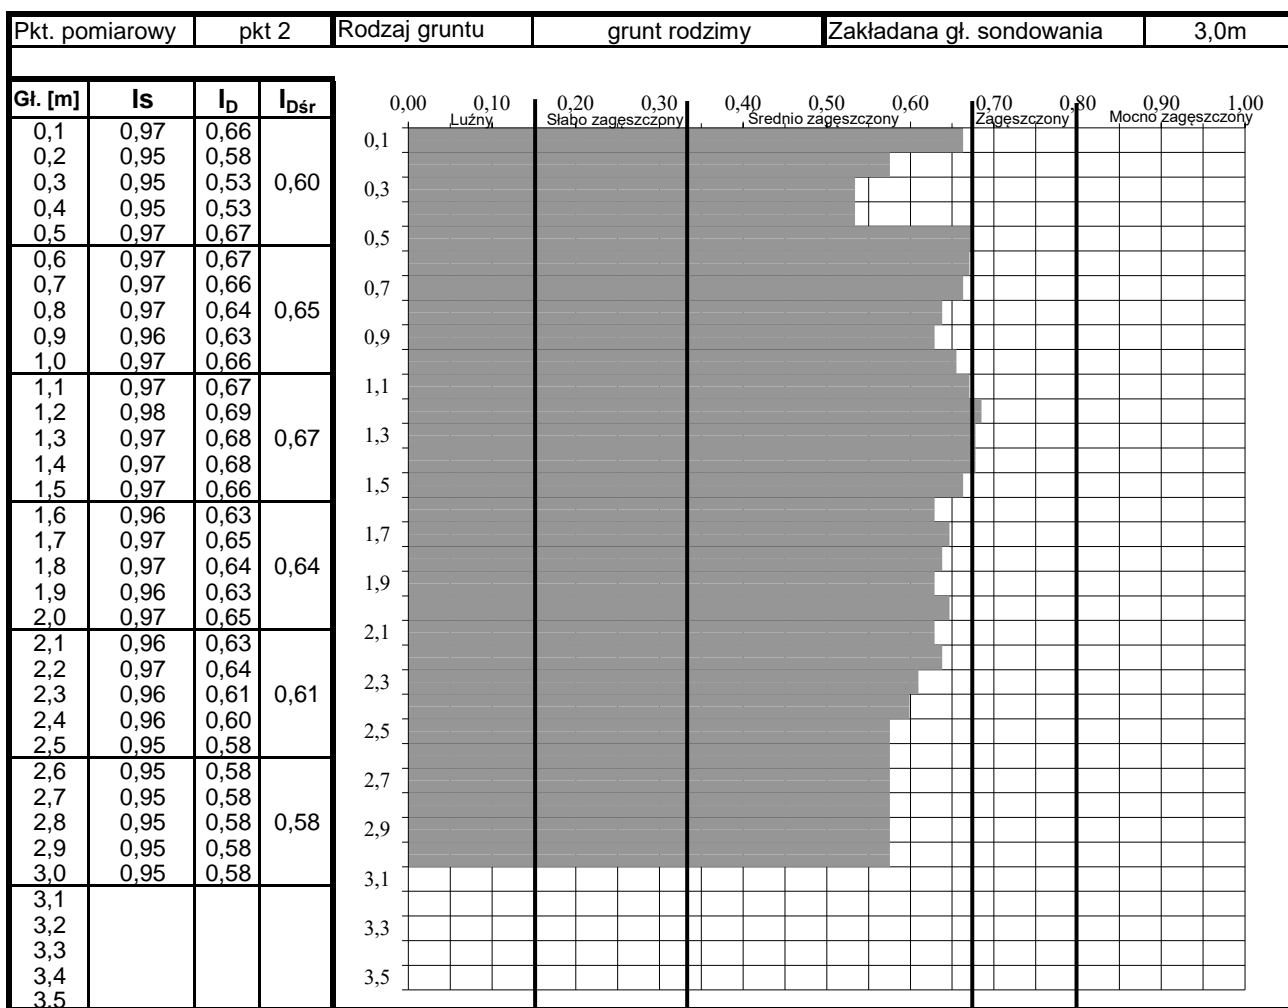 Pkt. pomiarowy pkt 2 Rodzaj gruntu grunt rodzimy Zakładana gł. sondowania 3,0m
Gł. [m] Is ID IDśr
0,1 0,97 0,66
0,2 0,95 0,58
0,3 0,95 0,53 0,60
0,4 0,95 0,53
0,5 0,97 0,67
0,6 0,97 0,67
0,7 0,97 0,66
0,8 0,97 0,64 0,65
0,9 0,96 0,63
1,0 0,97 0,66
1,1 0,97 0,67
1,2 0,98 0,69
1,3 0,97 0,68 0,67
1,4 0,97 0,68
1,5 0,97 0,66
1,6 0,96 0,63
1,7 0,97 0,65
1,8 0,97 0,64 0,64
1,9 0,96 0,63
2,0 0,97 0,65
2,1 0,96 0,63
2,2 0,97 0,64
2,3 0,96 0,61 0,61
2,4 0,96 0,60
2,5 0,95 0,58
2,6 0,95 0,58
2,7 0,95 0,58
2,8 0,95 0,58 0,58
2,9 0,95 0,58
3,0 0,95 0,58
3,1
3,2
3,3
3,4
3,5
0,00 0,10 0,20 0,30 0,40 0,50 0,60 0,70 0,80 0,90 1,00
Luźny Słabo zagęszczony Średnio zagęszczony Zagęszczony Mocno zagęszczony
0,1
0,3
0,5
0,7
0,9
1,1
1,3
1,5
1,7
1,9
2,1
2,3
2,5
2,7
2,9
3,1
3,3
3,5